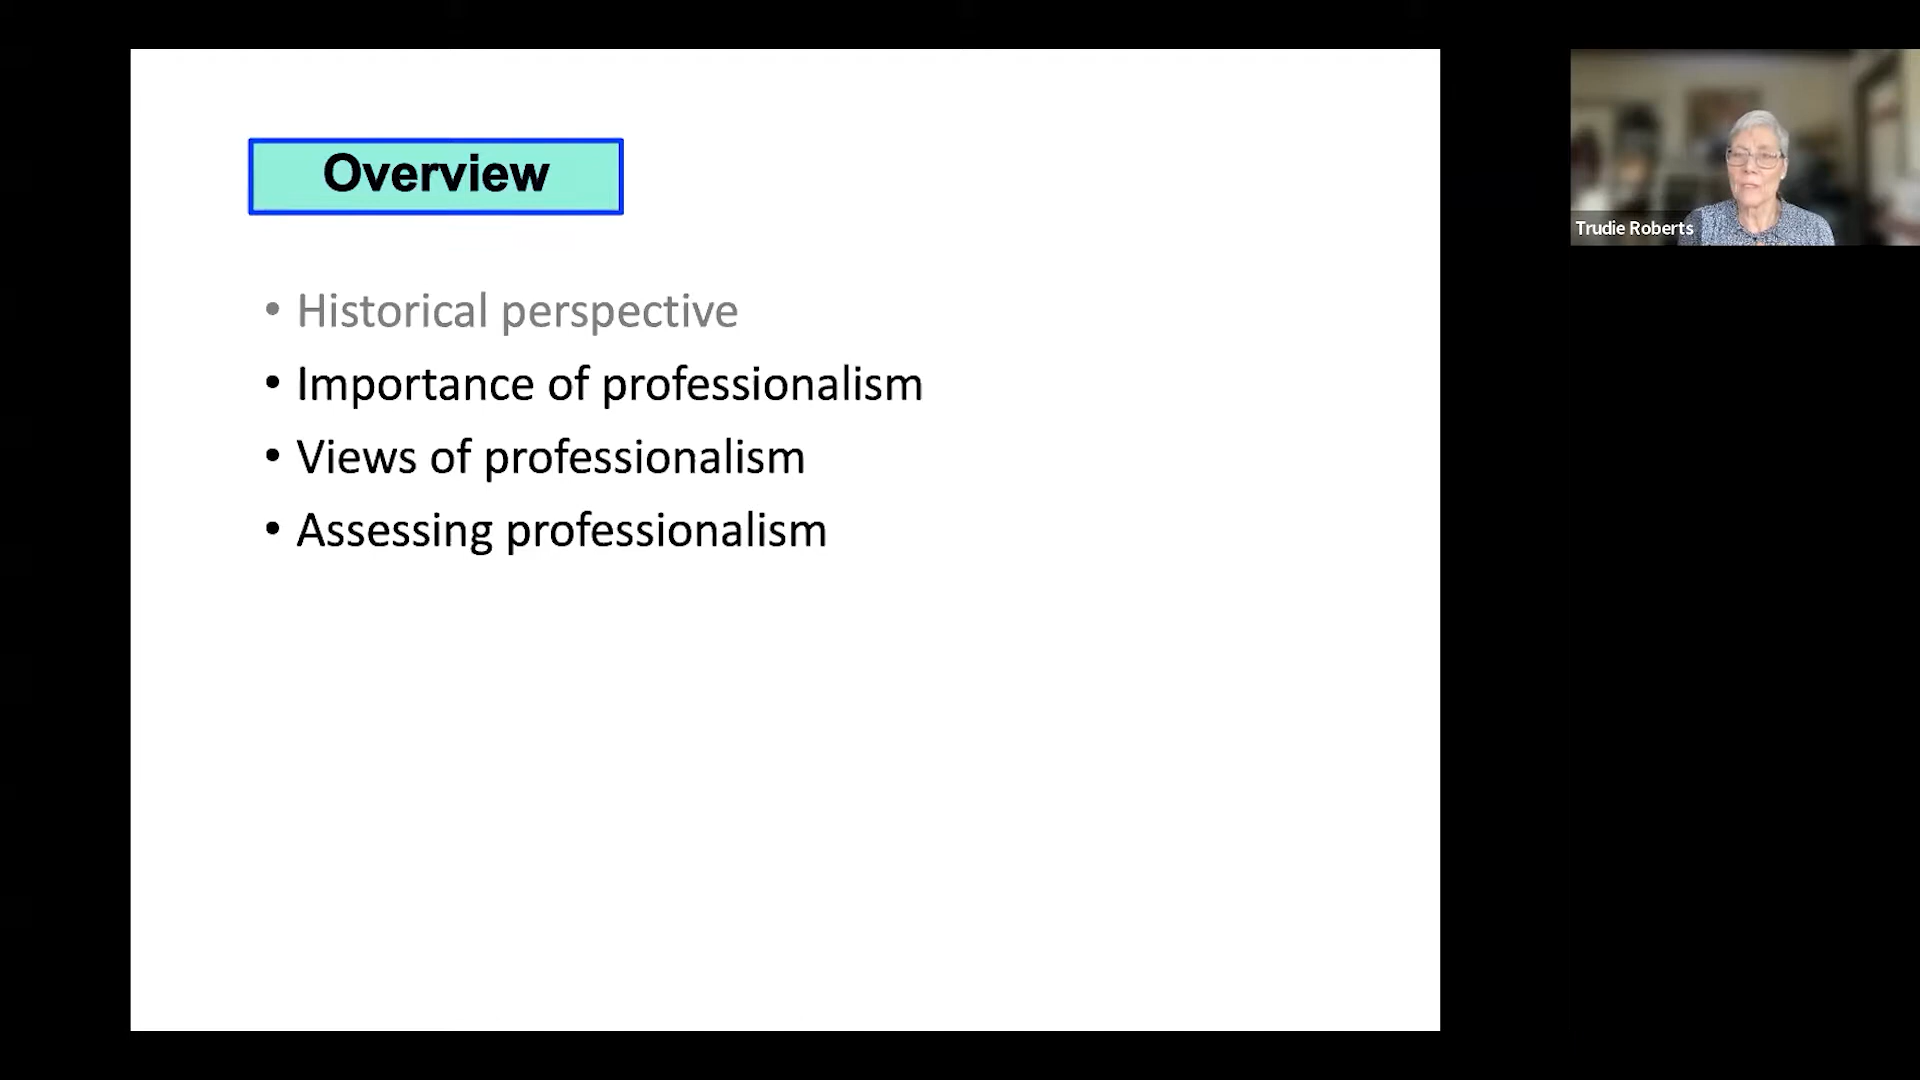 Overview
• Historical perspective
• Importance of professionalism
• Views of professionalism
• Assessing professionalism
Trudie Roberts